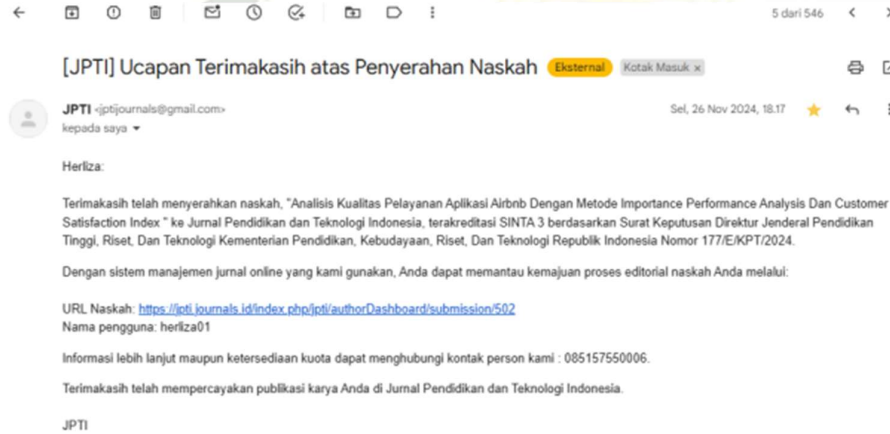 5 dari 546
[JPTI] Ucapan Terimakasih atas Penyerahan Naskah Eksternal Kotak Masuk ×
JPTI <jptijournals@gmail.com> Sel, 26 Nov 2024, 18.17
kepada saya
Herliza:
Terimakasih telah menyerahkan naskah, "Analisis Kualitas Pelayanan Aplikasi Airbnb Dengan Metode Importance Performance Analysis Dan Customer
Satisfaction Index " ke Jurnal Pendidikan dan Teknologi Indonesia, terakreditasi SINTA 3 berdasarkan Surat Keputusan Direktur Jenderal Pendidikan
Tinggi, Riset, Dan Teknologi Kementerian Pendidikan, Kebudayaan, Riset, Dan Teknologi Republik Indonesia Nomor 177/E/KPT/2024.
Dengan sistem manajemen jurnal online yang kami gunakan, Anda dapat memantau kemajuan proses editorial naskah Anda melalui:
URL Naskah: https://jpti.journals.id/index.php/jpti/authorDashboard/submission/502
Nama pengguna: herliza01
Informasi lebih lanjut maupun ketersediaan kuota dapat menghubungi kontak person kami : 085157550006.
Terimakasih telah mempercayakan publikasi karya Anda di Jurnal Pendidikan dan Teknologi Indonesia.
JPTI